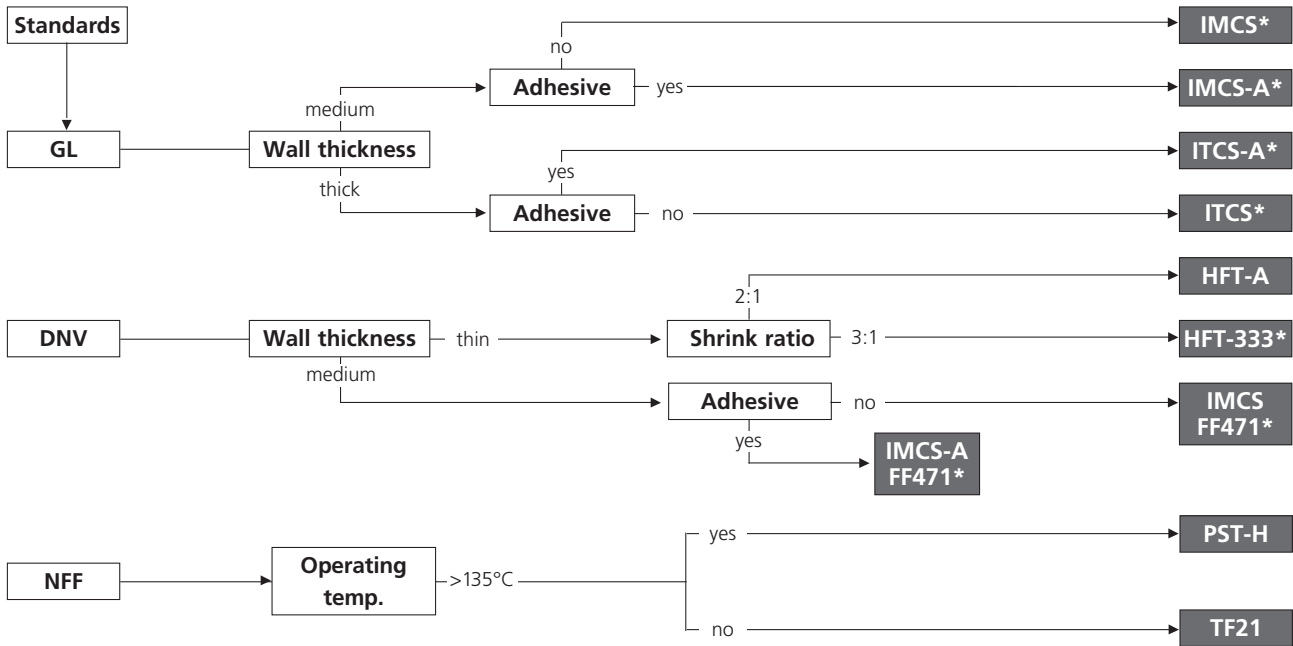 Standards
IMCS*
no
Adhesive
yes
IMCS-A*
medium
GL
Wall thickness
ITCS-A*
yes
thick
Adhesive
no
ITCS*
HFT-A
2:1
DNV
Wall thickness
thin
Shrink ratio
3:1
HFT-333*
medium
Adhesive
no
IMCS
FF471*
yes
IMCS-A
FF471*
yes
PST-H
NFF
Operating
temp.
>135°C
no
TF21